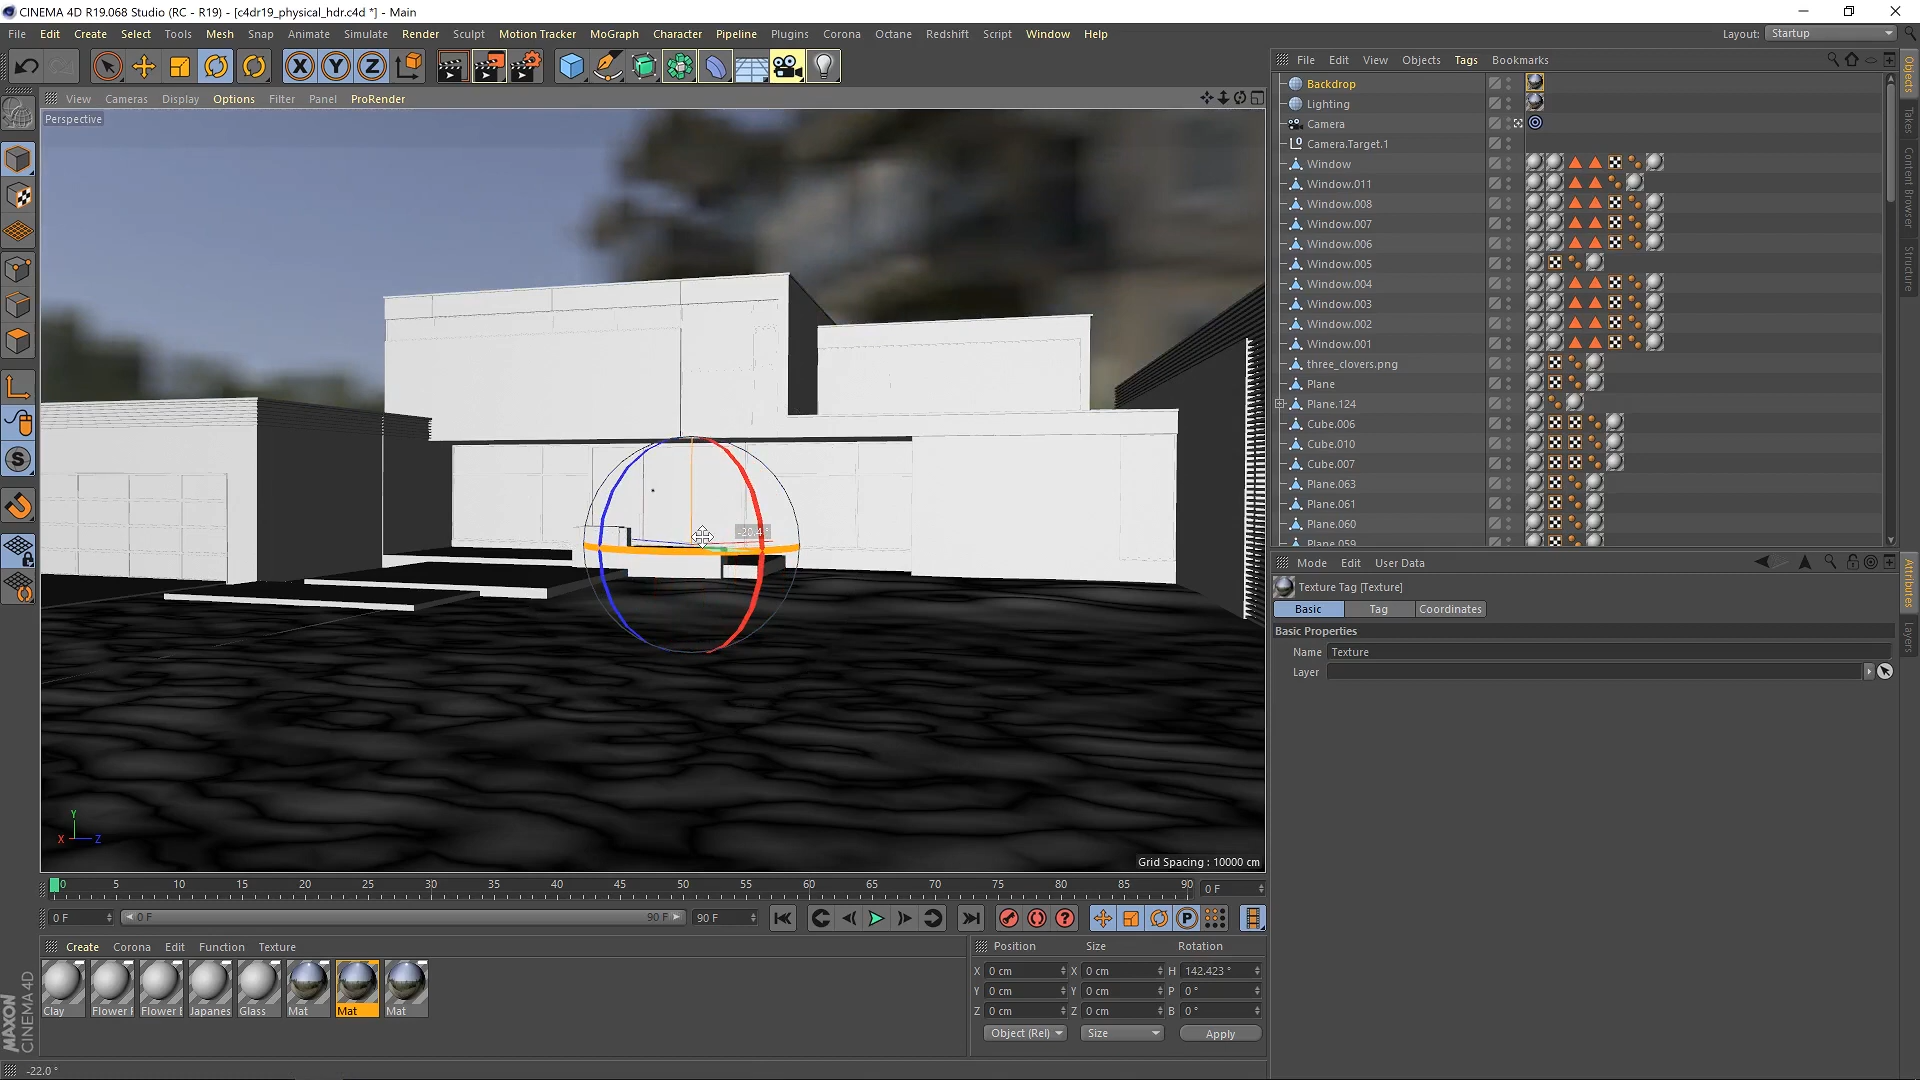 CINEMA 4D R19.068 Studio (RC - R19) - [c4dr19_physical_hdr.c4d *] - Main
File Edit Create Select Tools Mesh Snap Animate Simulate Render Sculpt Motion Tracker MoGraph Character Pipeline Plugins Corona Octane Redshift Script Window Help
Layout: Startup
File Edit View Objects Tags Bookmarks
View Cameras Display Options Filter Panel ProRender
Perspective
Backdrop
Lighting
Camera
Camera.Target.1
Window
Window.011
Window.008
Window.007
Window.006
Window.005
Window.004
Window.003
Window.002
Window.001
three_clovers.png
Plane
Plane.124
Cube.006
Cube.010
Cube.007
Plane.063
Plane.061
Plane.060
Plane.059
Objects
Takes
Content Browser
Structure
Mode Edit User Data
Texture Tag [Texture]
Basic Tag Coordinates
Basic Properties
Name Texture
Layer
Attributes
Layers
Y
X Z
Grid Spacing : 10000 cm
0 5 10 15 20 25 30 35 40 45 50 55 60 65 70 75 80 85 90 0 F
0 F 0 F 90 F 90 F
Create Corona Edit Function Texture
Clay Flower Flower Japanes Glass Mat Mat Mat
Position Size Rotation
X 0 cm X 0 cm H 142.423 °
Y 0 cm Y 0 cm P 0 °
Z 0 cm Z 0 cm B 0 °
Object (Rel) Size Apply
MAXON
CINEMA 4D
-22.0 °